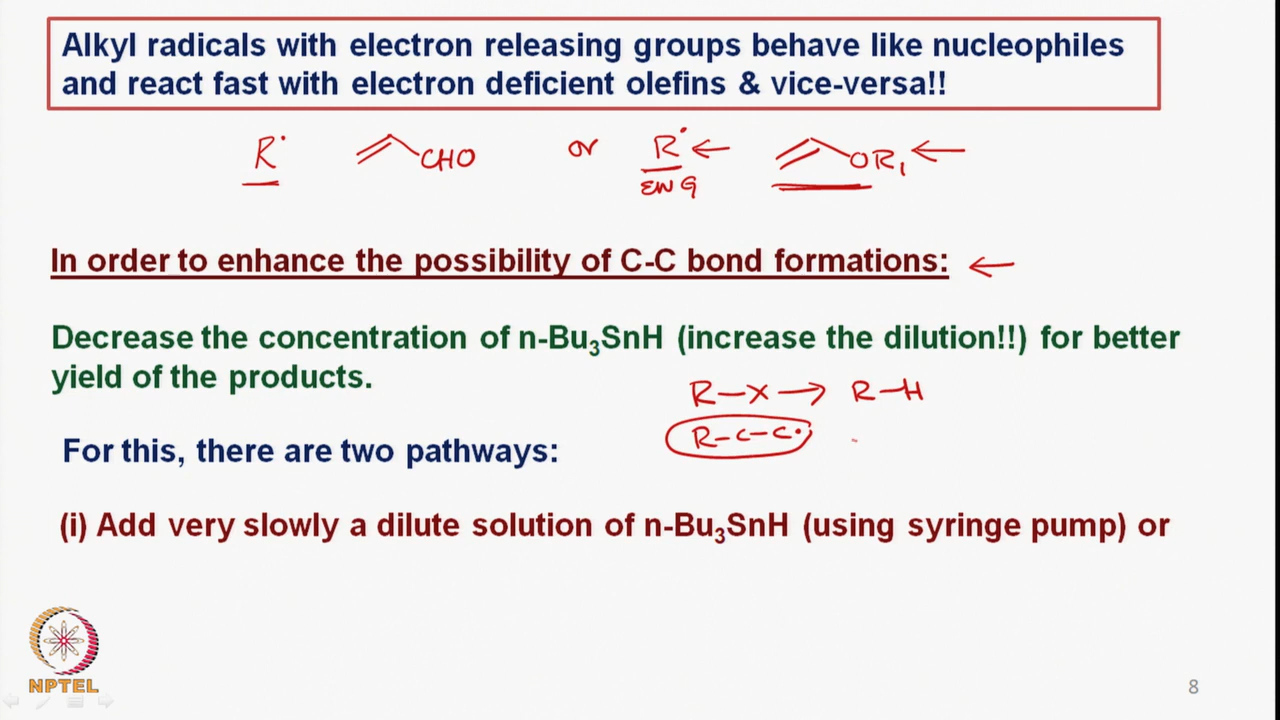 Alkyl radicals with electron releasing groups behave like nucleophiles
and react fast with electron deficient olefins & vice-versa!!
R• CHO or R• OR₁
EWG
In order to enhance the possibility of C-C bond formations:
Decrease the concentration of n-Bu₃SnH (increase the dilution!!) for better
yield of the products.
R-X → R-H
R-C-C•
For this, there are two pathways:
(i) Add very slowly a dilute solution of n-Bu₃SnH (using syringe pump) or
NPTEL
8